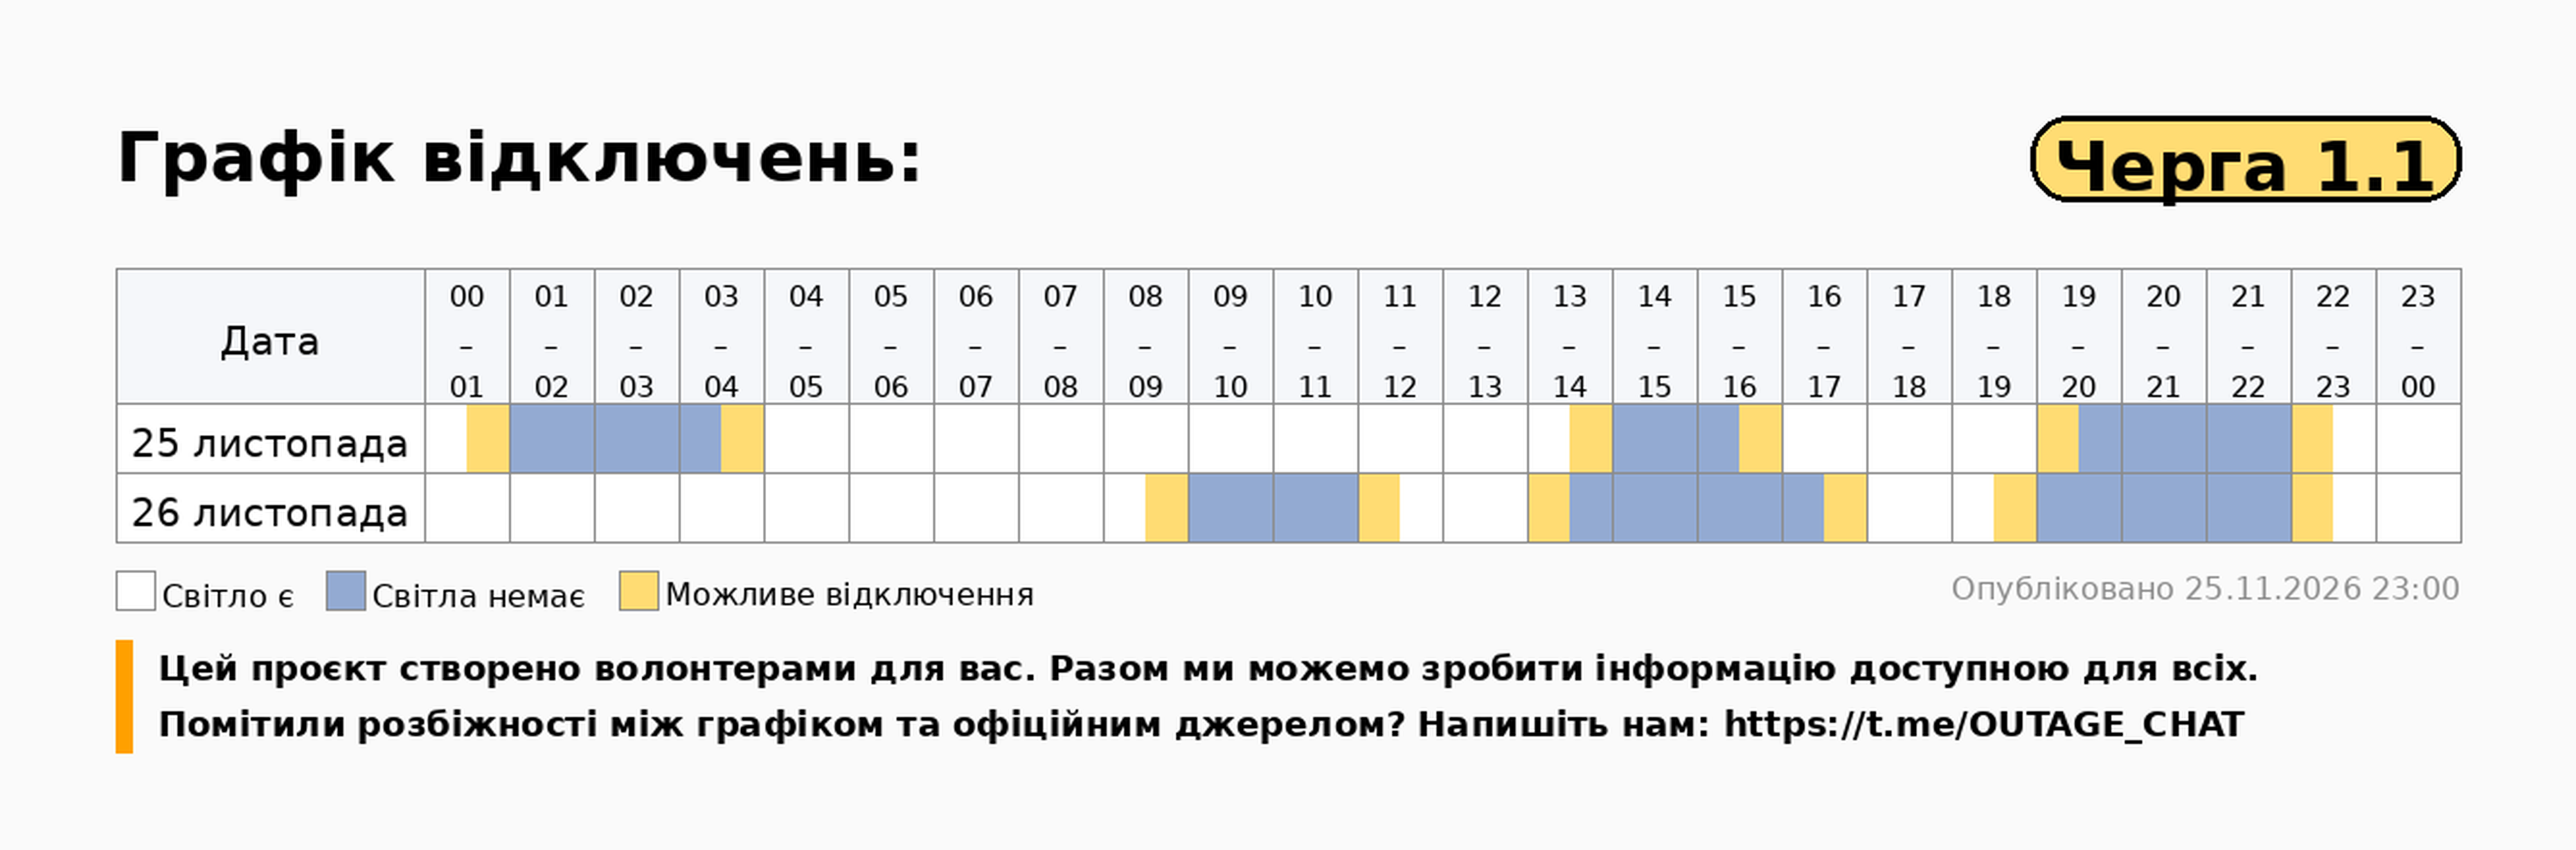 Графік відключень:
Черга 1.1
Дата
00 – 01
01 – 02
02 – 03
03 – 04
04 – 05
05 – 06
06 – 07
07 – 08
08 – 09
09 – 10
10 – 11
11 – 12
12 – 13
13 – 14
14 – 15
15 – 16
16 – 17
17 – 18
18 – 19
19 – 20
20 – 21
21 – 22
22 – 23
23 – 00
25 листопада
26 листопада
Світло є
Світла немає
Можливе відключення
Опубліковано 25.11.2026 23:00
Цей проєкт створено волонтерами для вас. Разом ми можемо зробити інформацію доступною для всіх.
Помітили розбіжності між графіком та офіційним джерелом? Напишіть нам: https://t.me/OUTAGE_CHAT